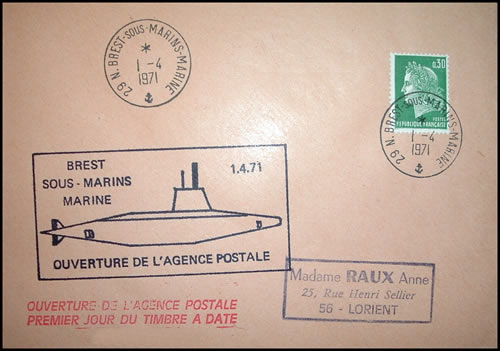 29 N. BREST-SOUS-MARINS-MARINE
*
1 -4
1971
0,30
POSTES
REPUBLIQUE FRANÇAISE
29 N. BREST-SOUS-MARINS-MARINE
*
1 -4
1971
BREST
SOUS-MARINS
MARINE
1.4.71
OUVERTURE DE L'AGENCE POSTALE
OUVERTURE DE L'AGENCE POSTALE
PREMIER JOUR DU TIMBRE A DATE
Madame RAUX Anne
25, Rue Henri Sellier
56 - LORIENT